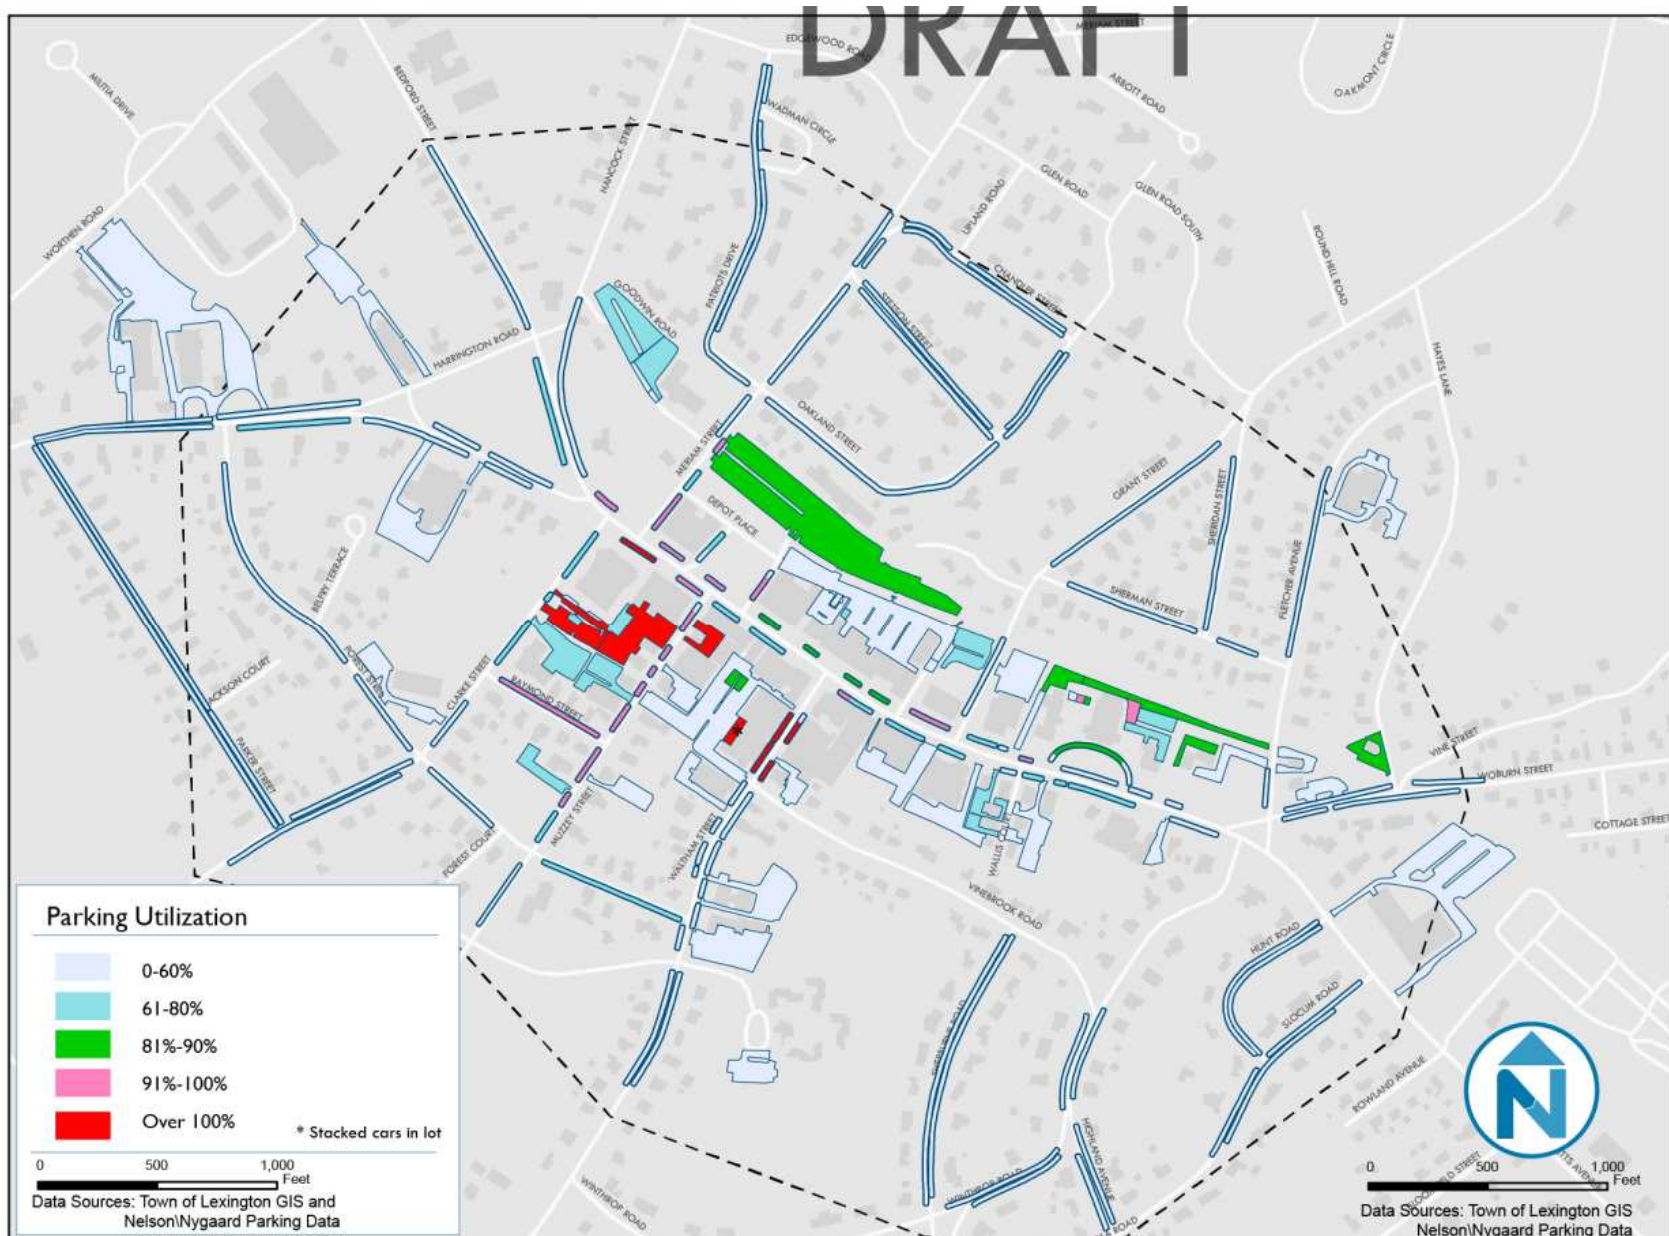 DRAFT
MERIAM STREET
EDGEWOOD ROAD
OAKMONT CIRCLE
MILITIA DRIVE
BEDFORD STREET
ABBOTT ROAD
WADMAN CIRCLE
HANCOCK STREET
GLEN ROAD
GLEN ROAD SOUTH
UPLAND ROAD
WORTHEN ROAD
ROUND HILL ROAD
PATRIOTS DRIVE
CHANDLER STREET
GOODWIN ROAD
STETSON STREET
HARRINGTON ROAD
HAYES LANE
OAKLAND STREET
MERIAM STREET
GRANT STREET
DEPOT PLACE
SHERIDAN STREET
FLETCHER AVENUE
BELFRY TERRACE
SHERMAN STREET
FOREST STREET
JACKSON COURT
CLARKE STREET
RAYMOND STREET
PARKER STREET
VINE STREET
WOBURN STREET
COTTAGE STREET
MUZZEY STREET
FOREST COURT
WALTHAM STREET
WALLIS COURT
VINEBROOK ROAD
HUNT ROAD
SLOCUM ROAD
ROWLAND AVENUE
HIGHLAND AVENUE
WINTHROP ROAD
WINTHROP ROAD
ROAD
Parking Utilization
0-60%
61-80%
81%-90%
91%-100%
Over 100%
* Stacked cars in lot
0 500 1,000
Feet
Data Sources: Town of Lexington GIS and
Nelson\Nygaard Parking Data
N
0 500 1,000
Feet
Data Sources: Town of Lexington GIS
Nelson\Nygaard Parking Data